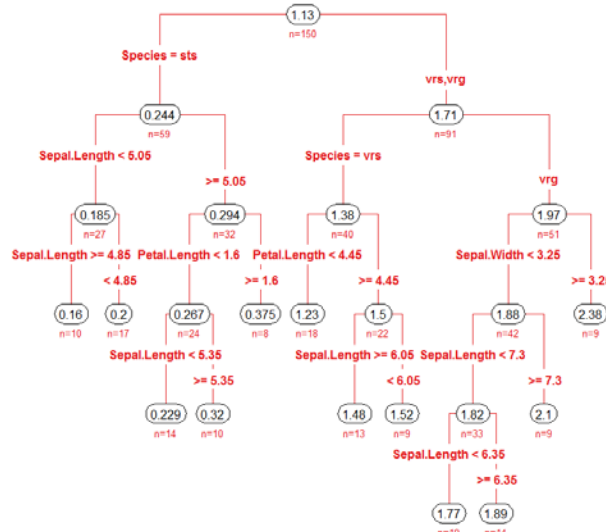 1.13
n=150
Species = sts
vrs,vrg
0.244
1.71
n=59
n=91
Sepal.Length < 5.05
Species = vrs
>= 5.05
vrg
0.185
0.294
1.38
1.97
n=27
n=32
n=40
n=51
Sepal.Length >= 4.85
Petal.Length < 1.6
Petal.Length < 4.45
Sepal.Width < 3.25
< 4.85
>= 1.6
>= 4.45
0.16
0.2
0.267
0.375
1.23
1.5
1.88
2.38
n=10
n=17
n=24
n=8
n=18
n=22
n=42
n=9
Sepal.Length < 5.35
Sepal.Length >= 6.05
Sepal.Length < 7.3
>= 5.35
< 6.05
>= 7.3
0.229
0.32
1.48
1.52
1.82
2.1
n=14
n=10
n=13
n=9
n=33
n=9
Sepal.Length < 6.35
>= 6.35
1.77
1.89